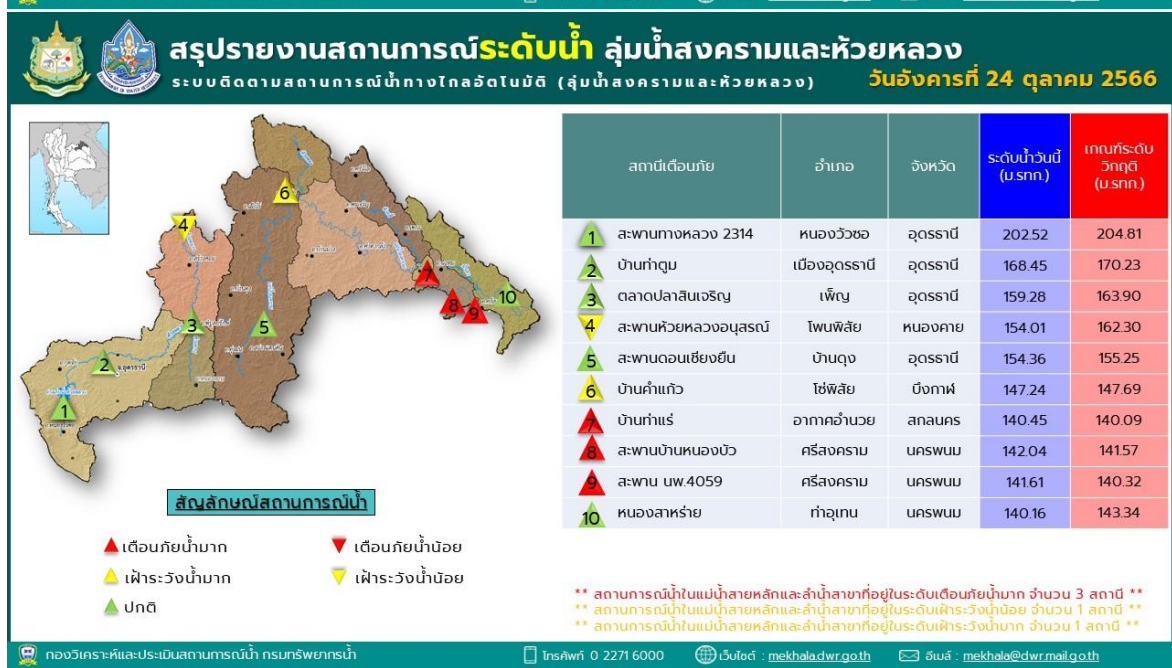 สรุปรายงานสถานการณ์ระดับน้ำ ลุ่มน้ำสงครามและห้วยหลวง
ระบบติดตามสถานการณ์น้ำทางไกลอัตโนมัติ (ลุ่มน้ำสงครามและห้วยหลวง)
วันอังคารที่ 24 ตุลาคม 2566
สถานีเตือนภัย อำเภอ จังหวัด ระดับน้ำวันนี้ (ม.รทก.) เกณฑ์ระดับวิกฤติ (ม.รทก.)
1 สะพานทางหลวง 2314 หนองวัวซอ อุดรธานี 202.52 204.81
2 บ้านท่าตูม เมืองอุดรธานี อุดรธานี 168.45 170.23
3 ตลาดปลาสินเจริญ เพ็ญ อุดรธานี 159.28 163.90
4 สะพานห้วยหลวงอนุสรณ์ โพนพิสัย หนองคาย 154.01 162.30
5 สะพานดอนเชียงยืน บ้านดุง อุดรธานี 154.36 155.25
6 บ้านคำแก้ว โซ่พิสัย บึงกาฬ 147.24 147.69
7 บ้านท่าแร่ อากาศอำนวย สกลนคร 140.45 140.09
8 สะพานบ้านหนองบัว ศรีสงคราม นครพนม 142.04 141.57
9 สะพาน นพ.4059 ศรีสงคราม นครพนม 141.61 140.32
10 หนองสาหร่าย ท่าอุเทน นครพนม 140.16 143.34
4
6
7
8
9
10
3
5
2
1
สัญลักษณ์สถานการณ์น้ำ
เตือนภัยน้ำมาก เตือนภัยน้ำน้อย
เฝ้าระวังน้ำมาก เฝ้าระวังน้ำน้อย
ปกติ
** สถานการณ์น้ำในแม่น้ำสายหลักและลำน้ำสาขาที่อยู่ในระดับเตือนภัยน้ำมาก จำนวน 3 สถานี **
** สถานการณ์น้ำในแม่น้ำสายหลักและลำน้ำสาขาที่อยู่ในระดับเฝ้าระวังน้ำน้อย จำนวน 1 สถานี **
** สถานการณ์น้ำในแม่น้ำสายหลักและลำน้ำสาขาที่อยู่ในระดับเฝ้าระวังน้ำมาก จำนวน 1 สถานี **
กองวิเคราะห์และประเมินสถานการณ์น้ำ กรมทรัพยากรน้ำ โทรศัพท์ 0 2271 6000 เว็บไซต์ : mekhala.dwr.go.th อีเมล์ : mekhala@dwr.mail.go.th